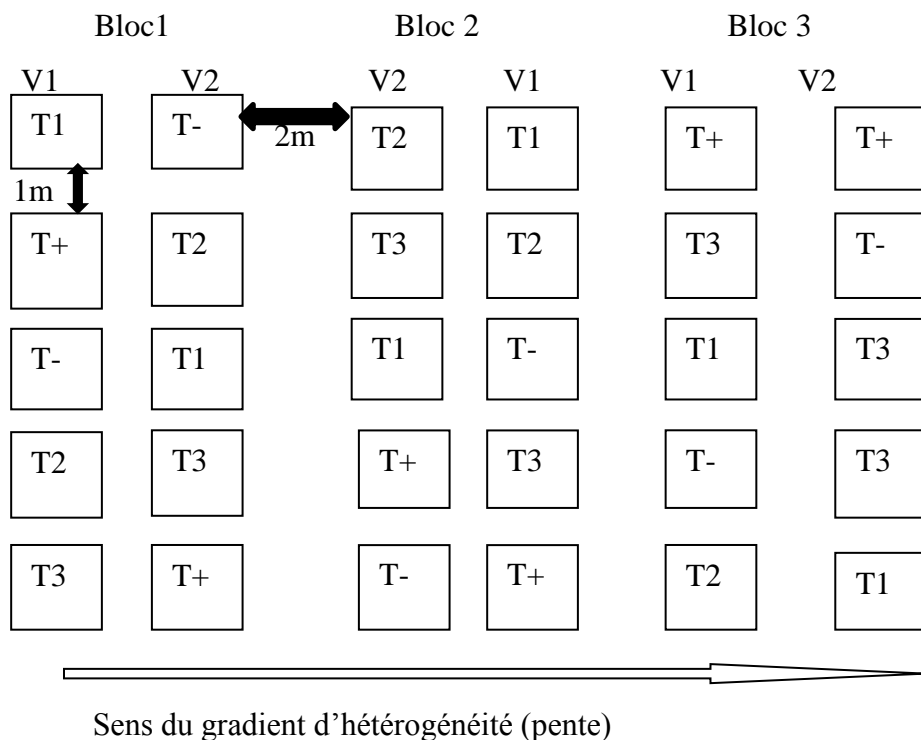 Bloc1 Bloc 2 Bloc 3
V1 V2 V2 V1 V1 V2
T1 T- 2m T2 T1 T+ T+
1m
T+ T2 T3 T2 T3 T-
T- T1 T1 T- T1 T3
T2 T3 T+ T3 T- T3
T3 T+ T- T+ T2 T1
Sens du gradient d’hétérogénéité (pente)